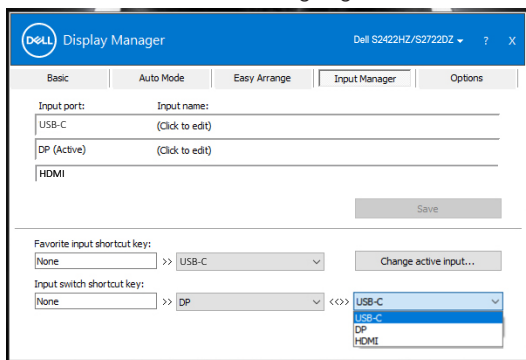 DELL Display Manager Dell S2422HZ/S2722DZ ? X
Basic Auto Mode Easy Arrange Input Manager Options
Input port: Input name:
USB-C (Click to edit)
DP (Active) (Click to edit)
HDMI
Save
Favorite input shortcut key:
None >> USB-C Change active input...
Input switch shortcut key:
None >> DP <<>> USB-C
USB-C
DP
HDMI